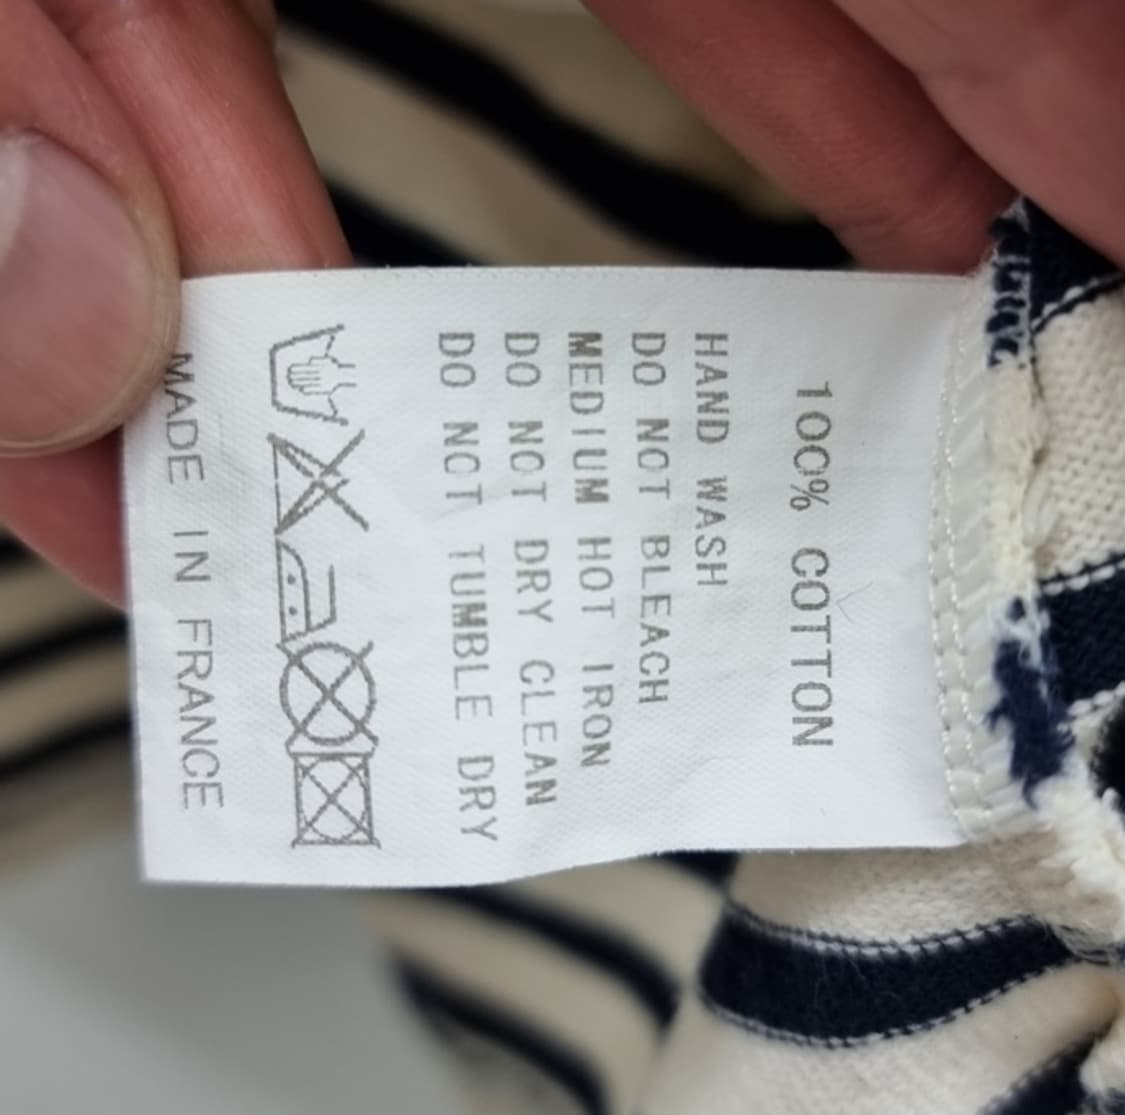 100% COTTON
HAND WASH
DO NOT BLEACH
MEDIUM HOT IRON
DO NOT DRY CLEAN
DO NOT TUMBLE DRY
MADE IN FRANCE